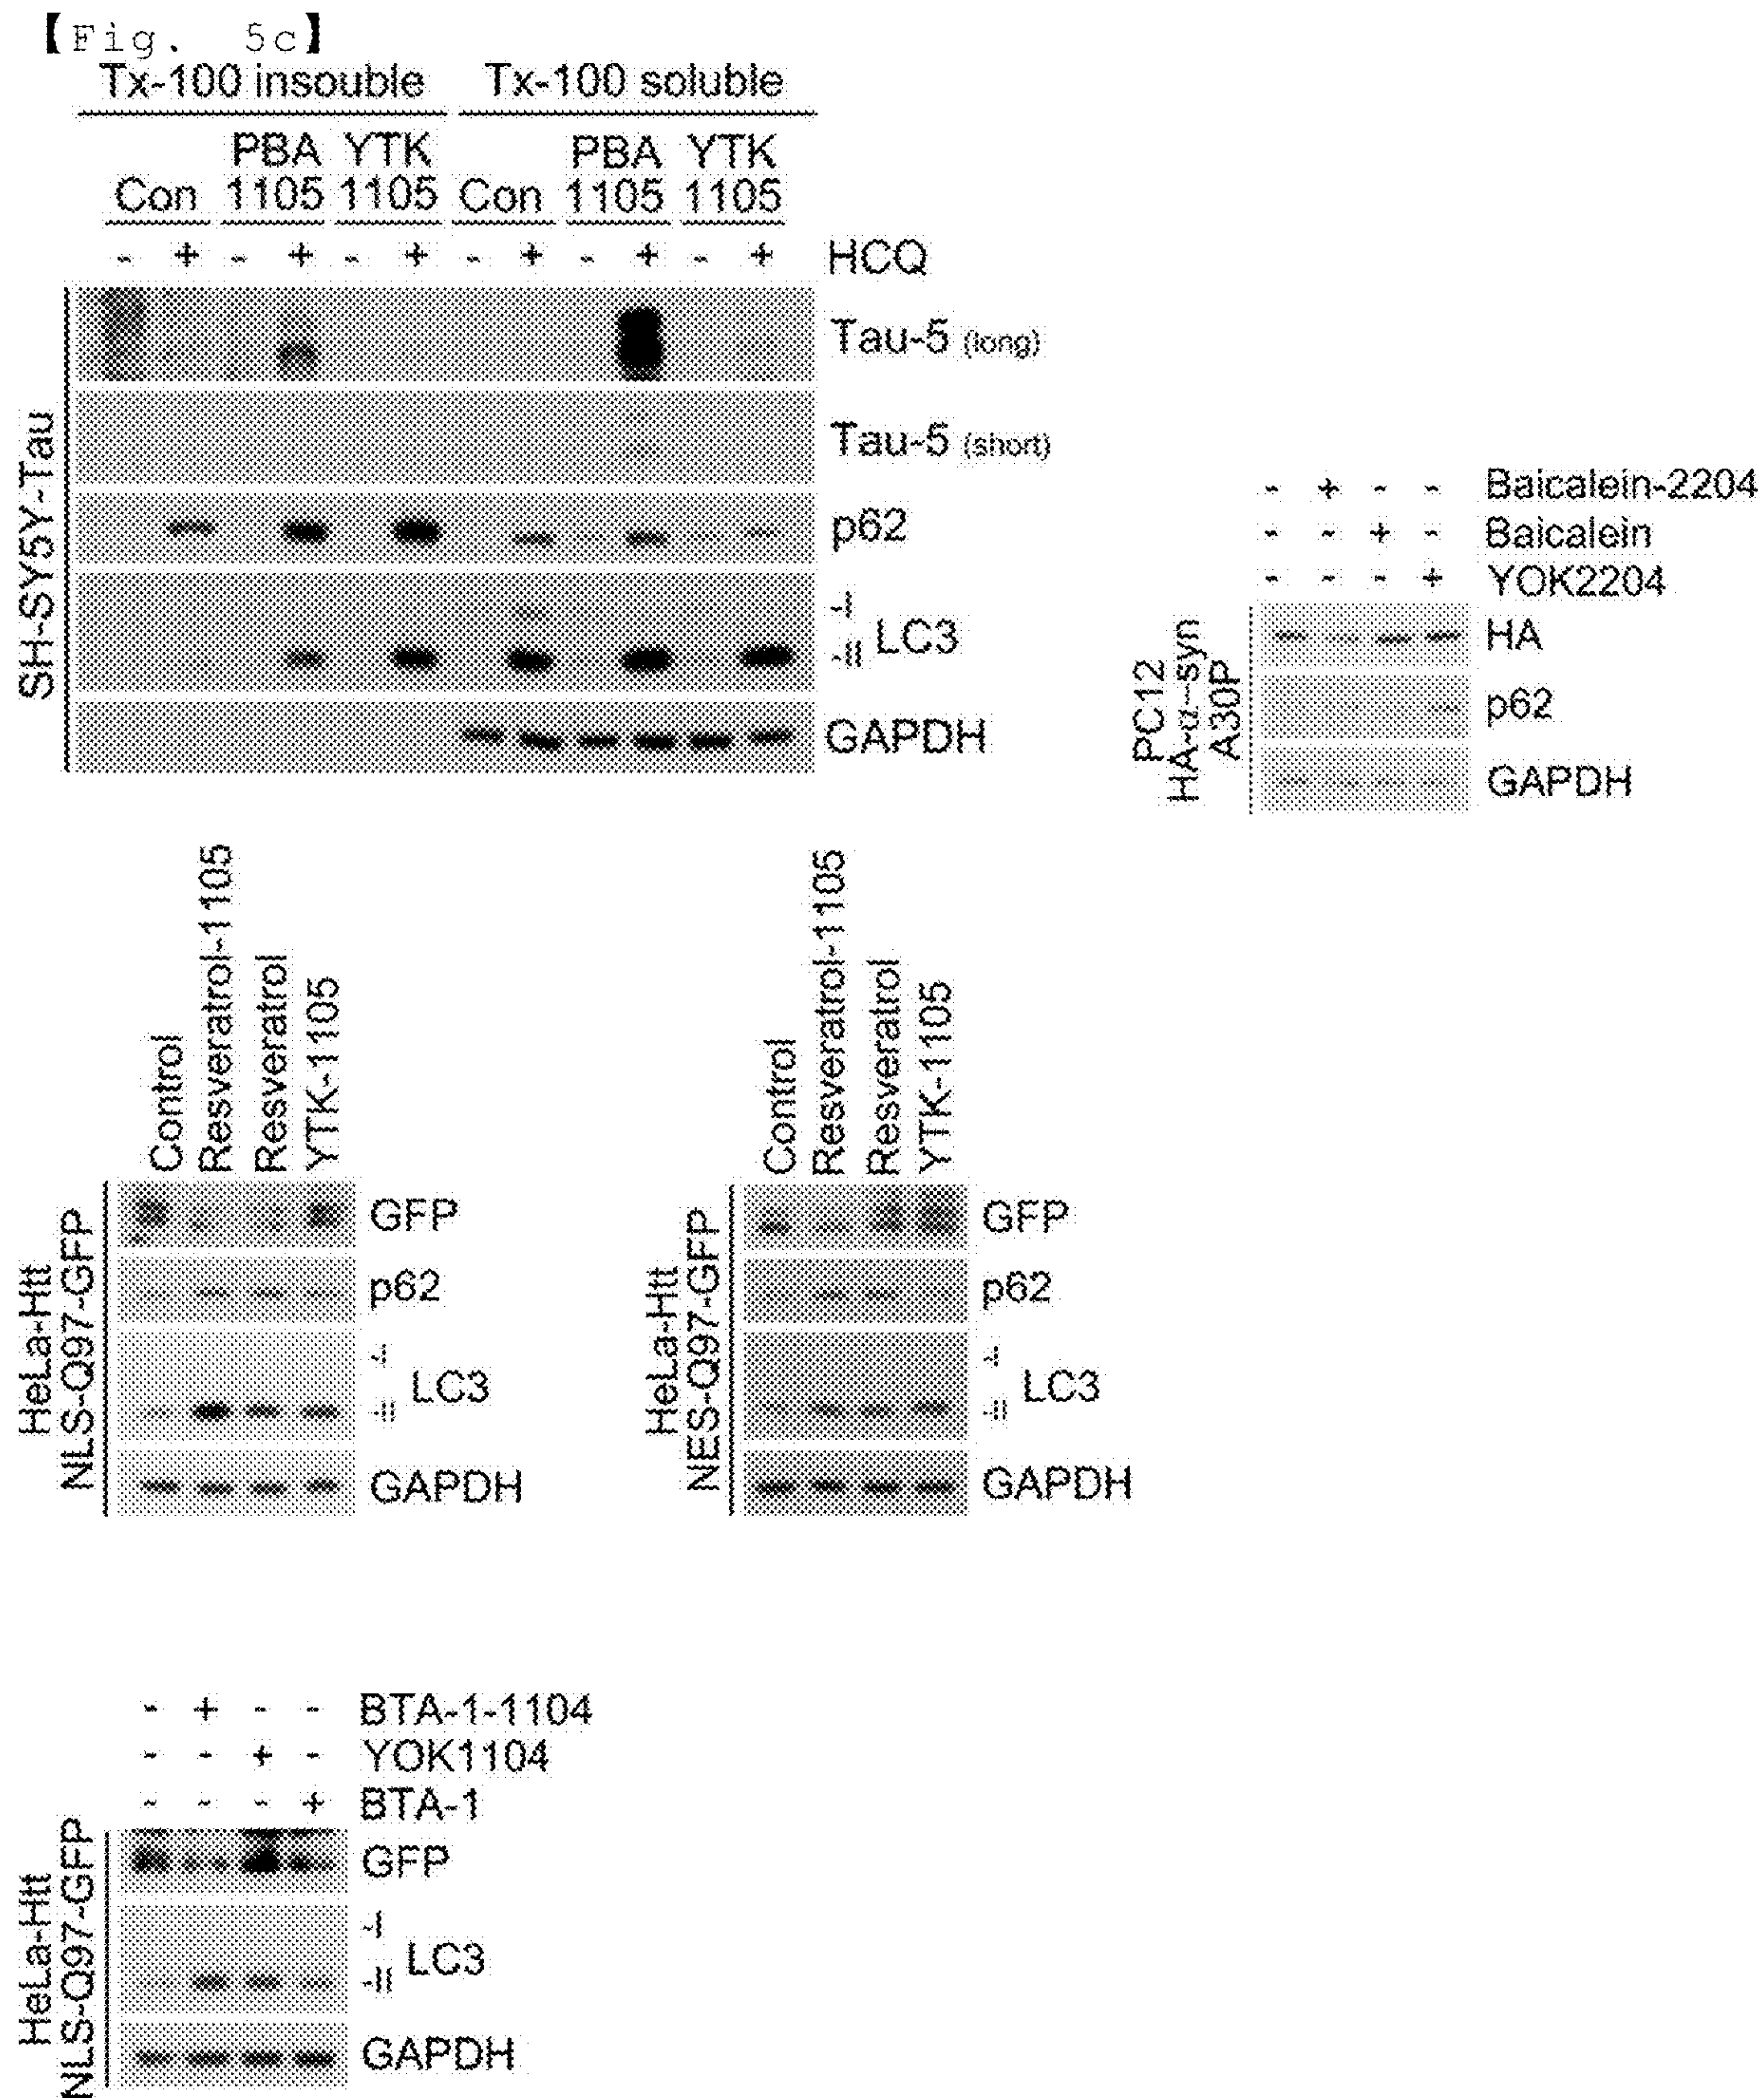 【Fig. 5c】
Tx-100 insouble Tx-100 soluble
PBA YTK PBA YTK
Con 1105 1105 Con 1105 1105
- + - + - + - + - + - + HCQ
SH-SY5Y-Tau
Tau-5 (long)
Tau-5 (short)
p62
-I
-II LC3
GAPDH
- + - - Baicalein-2204
- - + - Baicalein
- - - + YOK2204
PC12
HA-α-syn
A30P
HA
p62
GAPDH
Control
Resveratrol-1105
Resveratrol
YTK-1105
HeLa-Htt
NLS-Q97-GFP
GFP
p62
-I
-II LC3
GAPDH
Control
Resveratrol-1105
Resveratrol
YTK-1105
HeLa-Htt
NES-Q97-GFP
GFP
p62
-I
-II LC3
GAPDH
- + - - BTA-1-1104
- - + - YOK1104
- - - + BTA-1
HeLa-Htt
NLS-Q97-GFP
GFP
-I
-II LC3
GAPDH